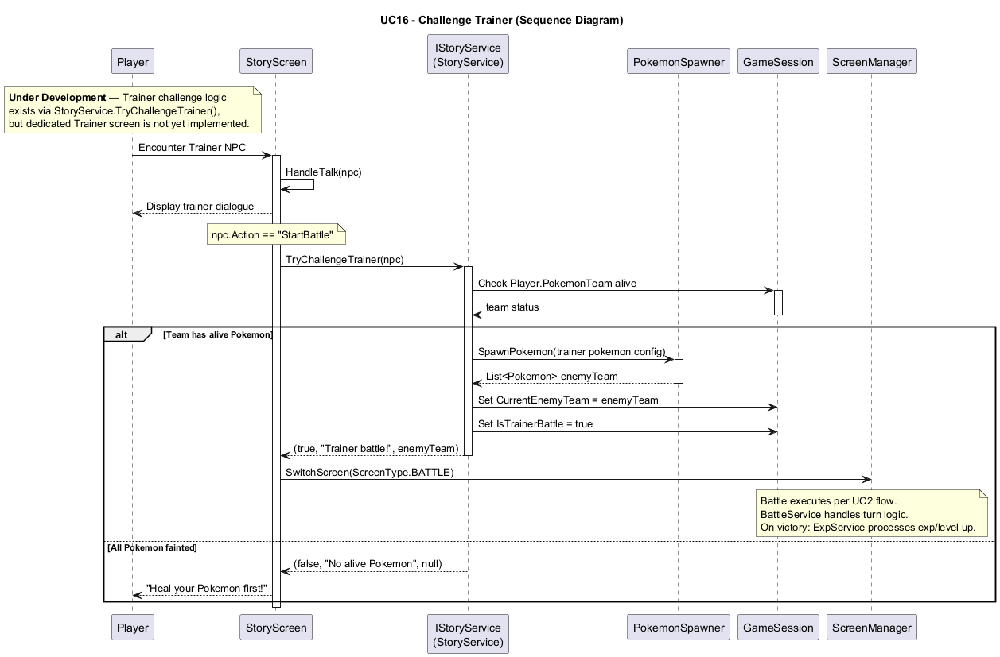 UC16 - Challenge Trainer (Sequence Diagram)
Player
StoryScreen
IStoryService
(StoryService)
PokemonSpawner
GameSession
ScreenManager
Under Development — Trainer challenge logic
exists via StoryService.TryChallengeTrainer(),
but dedicated Trainer screen is not yet implemented.
Encounter Trainer NPC
HandleTalk(npc)
Display trainer dialogue
npc.Action == "StartBattle"
TryChallengeTrainer(npc)
Check Player.PokemonTeam alive
team status
alt
[Team has alive Pokemon]
SpawnPokemon(trainer pokemon config)
List<Pokemon> enemyTeam
Set CurrentEnemyTeam = enemyTeam
Set IsTrainerBattle = true
(true, "Trainer battle!", enemyTeam)
SwitchScreen(ScreenType.BATTLE)
Battle executes per UC2 flow.
BattleService handles turn logic.
On victory: ExpService processes exp/level up.
[All Pokemon fainted]
(false, "No alive Pokemon", null)
"Heal your Pokemon first!"
Player
StoryScreen
IStoryService
(StoryService)
PokemonSpawner
GameSession
ScreenManager